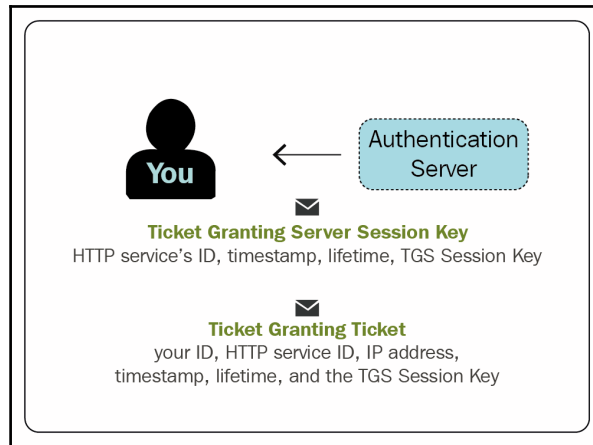 You
Authentication
Server
Ticket Granting Server Session Key
HTTP service's ID, timestamp, lifetime, TGS Session Key
Ticket Granting Ticket
your ID, HTTP service ID, IP address,
timestamp, lifetime, and the TGS Session Key